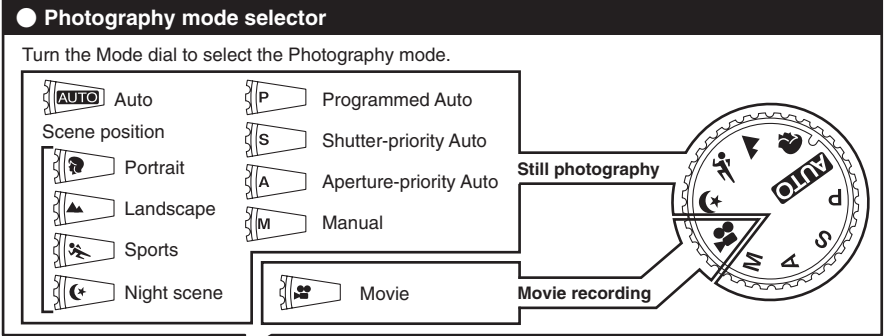 Photography mode selector
Turn the Mode dial to select the Photography mode.
AUTO Auto
Scene position
Portrait
Landscape
Sports
Night scene
P Programmed Auto
S Shutter-priority Auto
A Aperture-priority Auto
M Manual
Movie
Still photography
Movie recording
AUTO
P
S
A
M